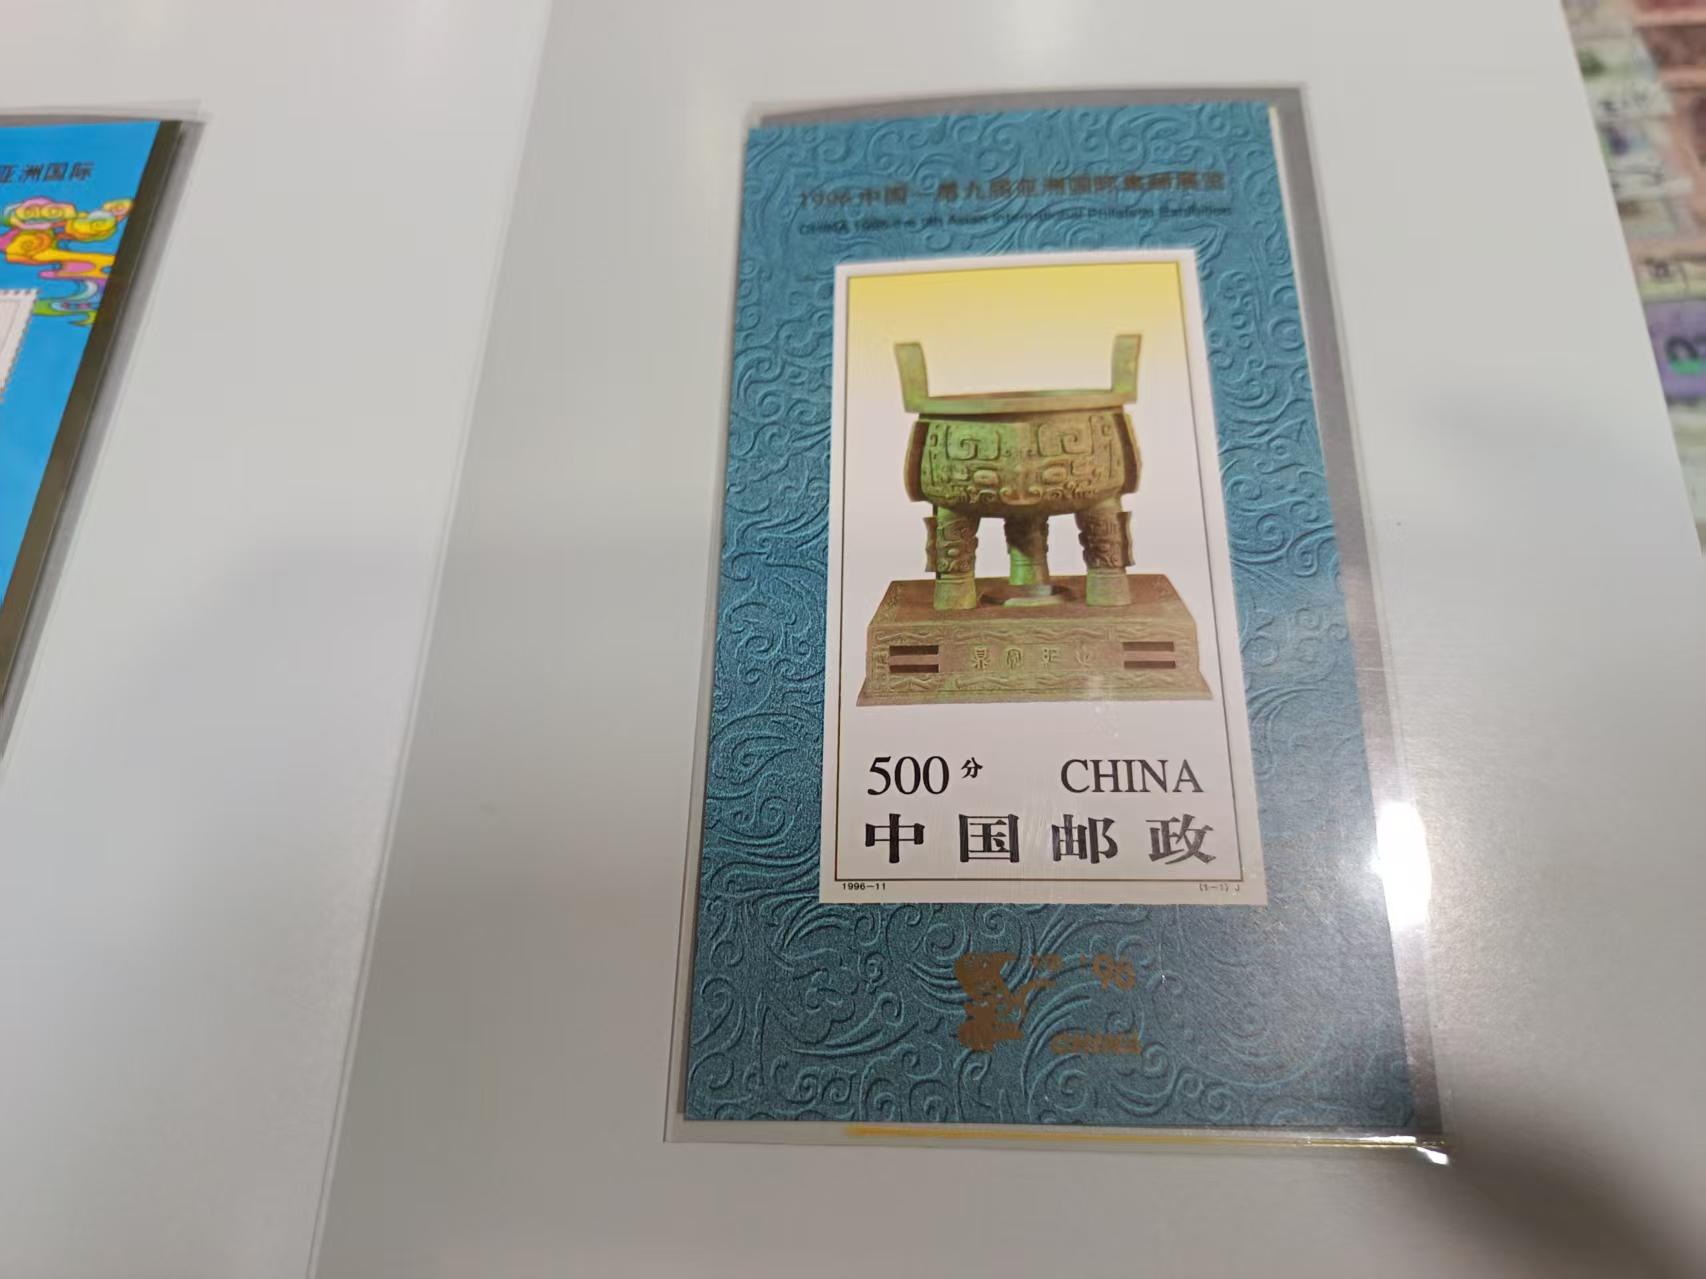 亚洲国际
1996中国－第九届亚洲国际集邮展览
CHINA 1996 9th Asian International Philatelic Exhibition
500分 CHINA
中国邮政
1996-11 (1-1) J
'96
CHINA